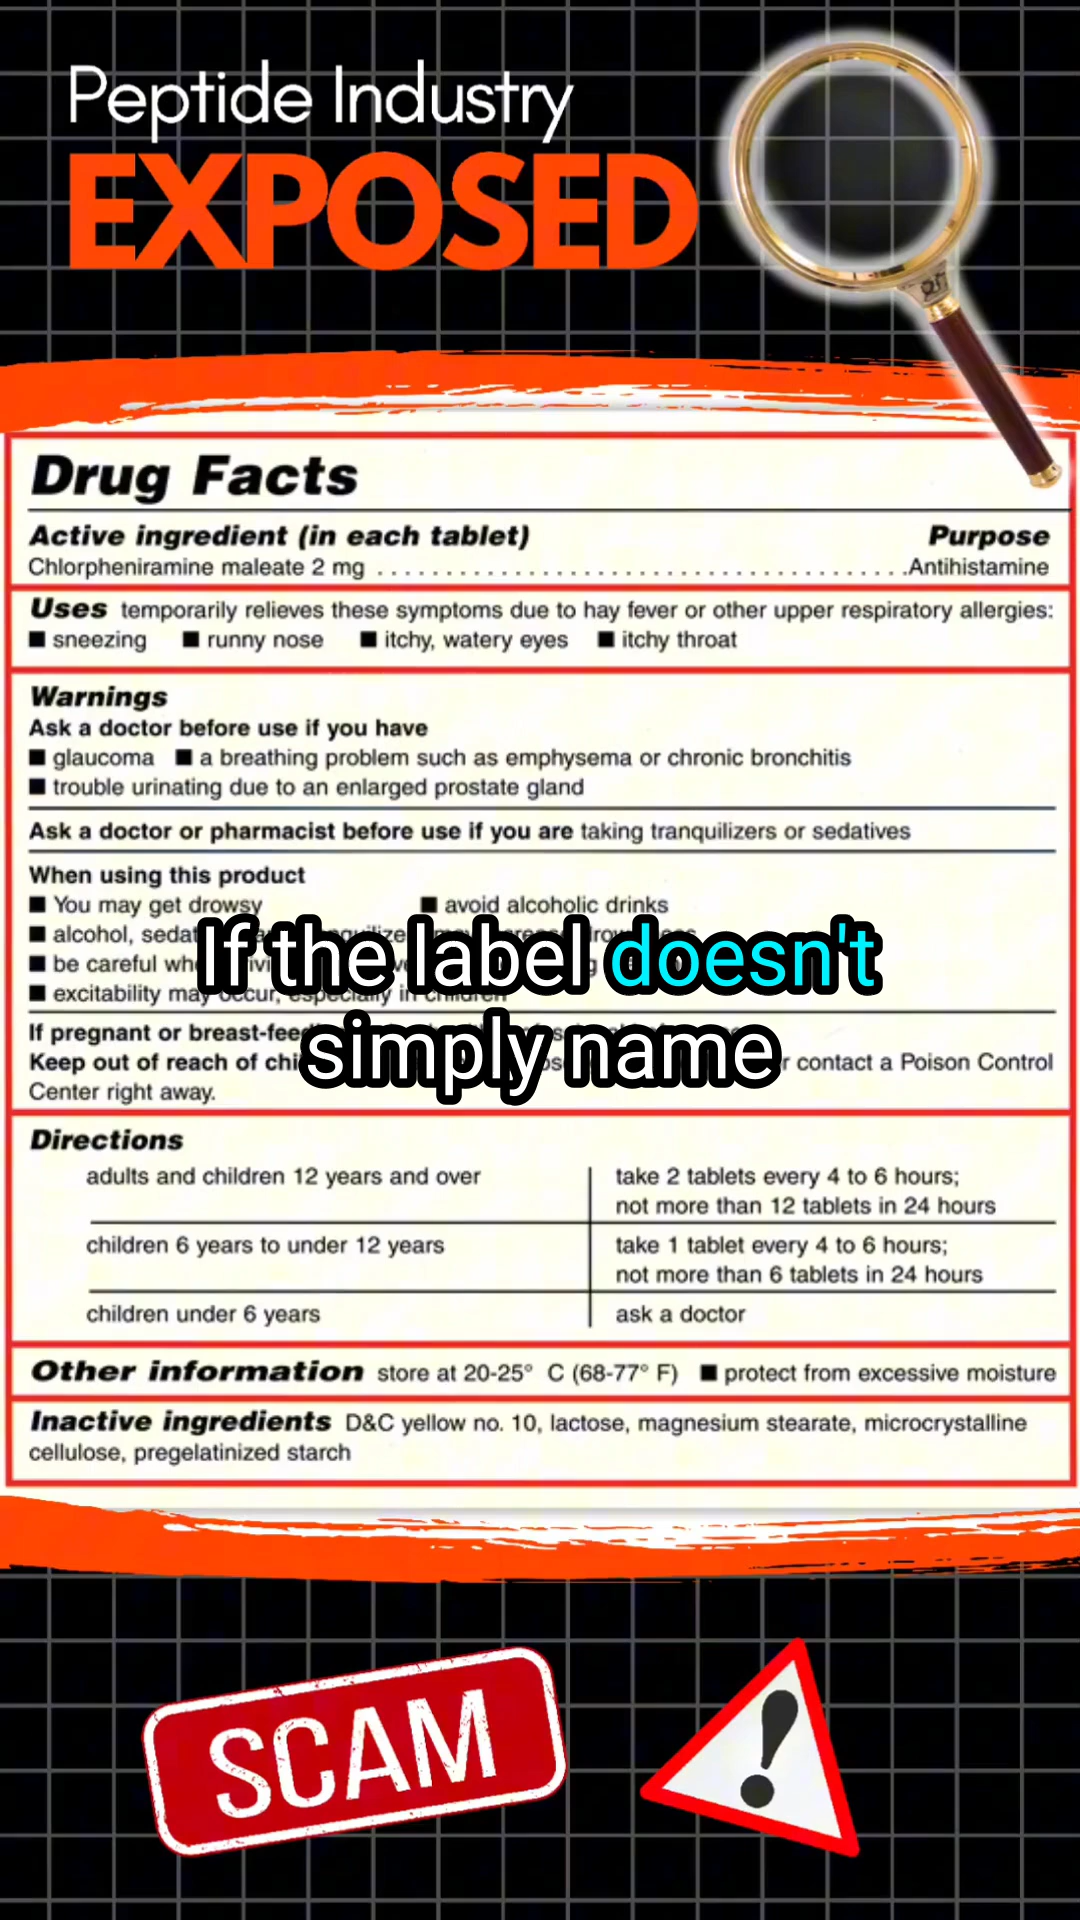 Peptide Industry
EXPOSED
Drug Facts
Active ingredient (in each tablet) Purpose
Chlorpheniramine maleate 2 mg ........................................Antihistamine
Uses temporarily relieves these symptoms due to hay fever or other upper respiratory allergies:
■ sneezing ■ runny nose ■ itchy, watery eyes ■ itchy throat
Warnings
Ask a doctor before use if you have
■ glaucoma ■ a breathing problem such as emphysema or chronic bronchitis
■ trouble urinating due to an enlarged prostate gland
Ask a doctor or pharmacist before use if you are taking tranquilizers or sedatives
When using this product
■ You may get drowsy ■ avoid alcoholic drinks
■ alcohol,
■ be careful
■ excitability may occur, especially in children
If the label doesn't
simply name
If pregnant or
Keep out of reach of contact a Poison Control
Center right away.
Directions
adults and children 12 years and over take 2 tablets every 4 to 6 hours;
not more than 12 tablets in 24 hours
children 6 years to under 12 years take 1 tablet every 4 to 6 hours;
not more than 6 tablets in 24 hours
children under 6 years ask a doctor
Other information store at 20-25° C (68-77° F) ■ protect from excessive moisture
Inactive ingredients D&C yellow no. 10, lactose, magnesium stearate, microcrystalline
cellulose, pregelatinized starch
SCAM